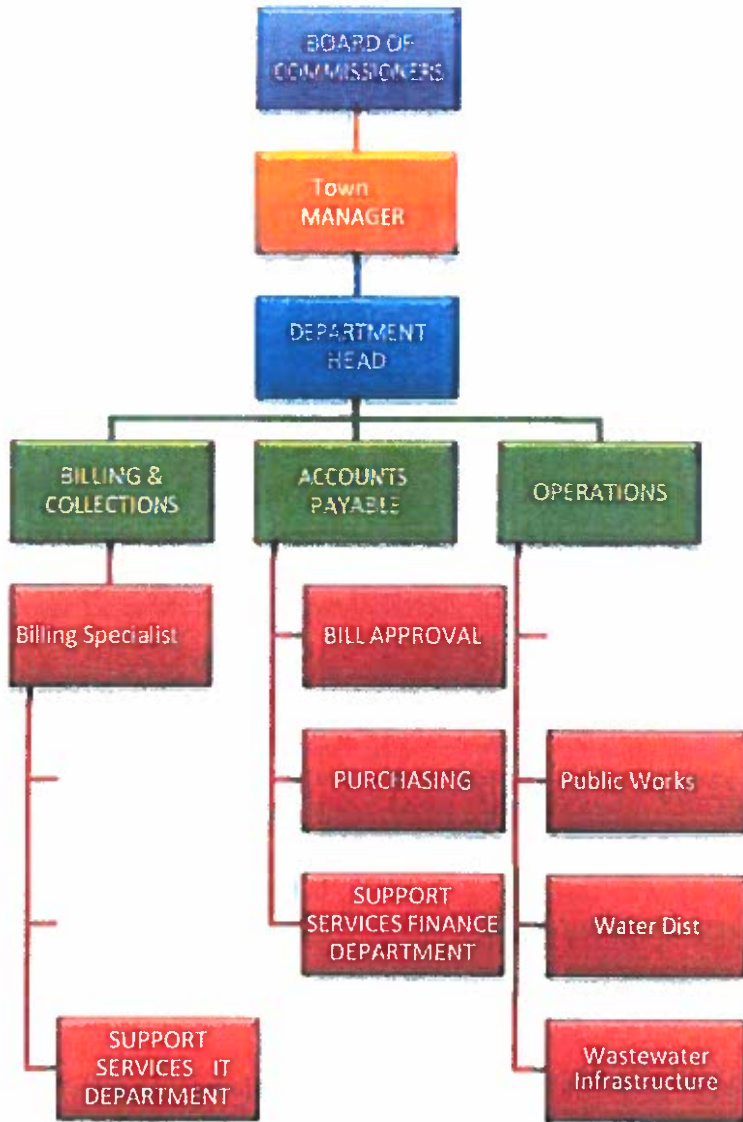 BOARD OF
COMMISSIONERS
Town
MANAGER
DEPARTMENT
HEAD
BILLING &
COLLECTIONS
ACCOUNTS
PAYABLE
OPERATIONS
Billing Specialist
BILL APPROVAL
PURCHASING
Public Works
SUPPORT
SERVICES FINANCE
DEPARTMENT
Water Dist
SUPPORT
SERVICES IT
DEPARTMENT
Wastewater
Infrastructure